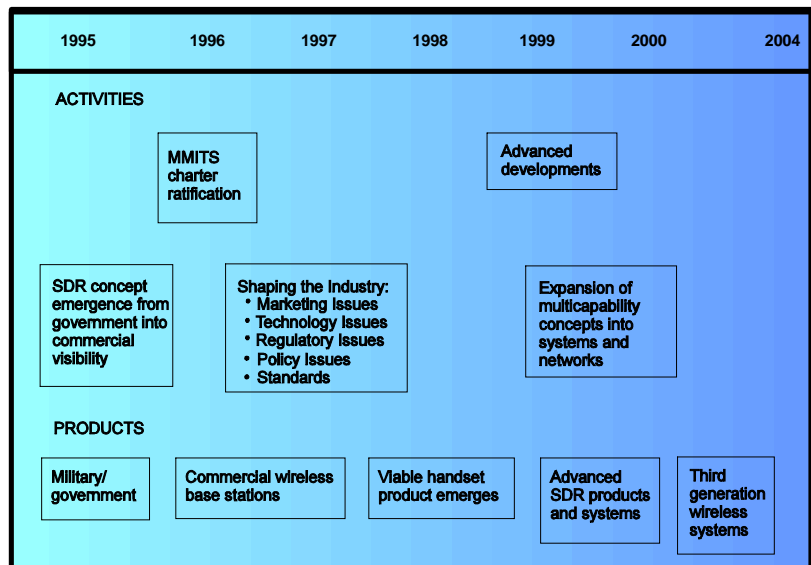 1995 1996 1997 1998 1999 2000 2004
ACTIVITIES
MMITS
charter
ratification
Advanced
developments
SDR concept
emergence from
government into
commercial
visibility
Shaping the Industry:
• Marketing Issues
• Technology Issues
• Regulatory Issues
• Policy Issues
• Standards
Expansion of
multicapability
concepts into
systems and
networks
PRODUCTS
Military/
government
Commercial wireless
base stations
Viable handset
product emerges
Advanced
SDR products
and systems
Third
generation
wireless
systems